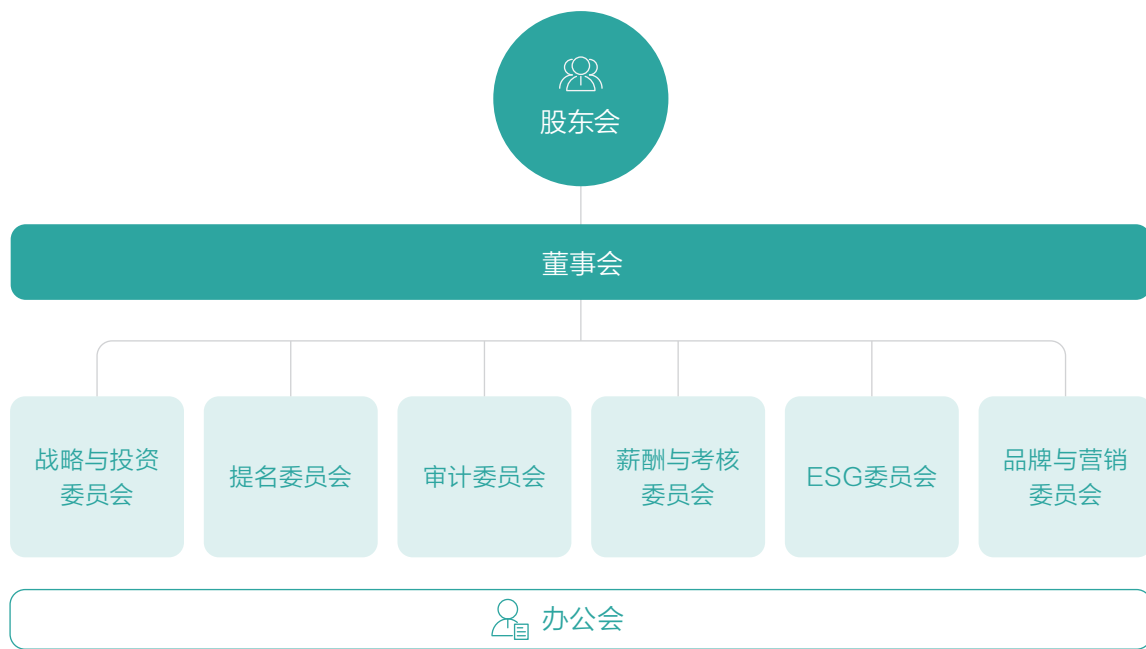 股东会
董事会
战略与投资
委员会
提名委员会
审计委员会
薪酬与考核
委员会
ESG委员会
品牌与营销
委员会
办公会